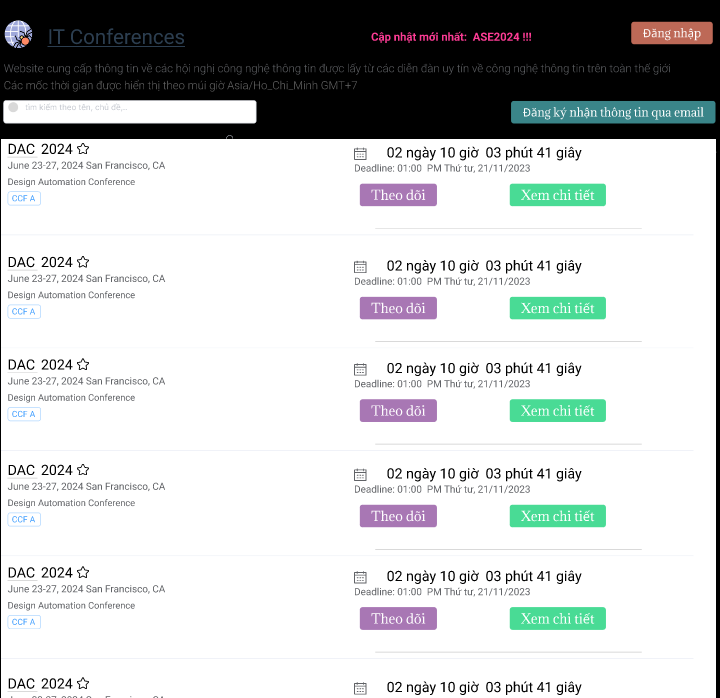 IT Conferences
Cập nhật mới nhất: ASE2024 !!!
Đăng nhập
Website cung cấp thông tin về các hội nghị công nghệ thông tin được lấy từ các diễn đàn uy tín về công nghệ thông tin trên toàn thế giới
Các mốc thời gian được hiển thị theo múi giờ Asia/Ho_Chi_Minh GMT+7
tìm kiếm theo tên, chủ đề,..
Đăng ký nhận thông tin qua email
DAC 2024
June 23-27, 2024 San Francisco, CA
Design Automation Conference
CCF A
02 ngày 10 giờ 03 phút 41 giây
Deadline: 01:00 PM Thứ tư, 21/11/2023
Theo dõi
Xem chi tiết
DAC 2024
June 23-27, 2024 San Francisco, CA
Design Automation Conference
CCF A
02 ngày 10 giờ 03 phút 41 giây
Deadline: 01:00 PM Thứ tư, 21/11/2023
Theo dõi
Xem chi tiết
DAC 2024
June 23-27, 2024 San Francisco, CA
Design Automation Conference
CCF A
02 ngày 10 giờ 03 phút 41 giây
Deadline: 01:00 PM Thứ tư, 21/11/2023
Theo dõi
Xem chi tiết
DAC 2024
June 23-27, 2024 San Francisco, CA
Design Automation Conference
CCF A
02 ngày 10 giờ 03 phút 41 giây
Deadline: 01:00 PM Thứ tư, 21/11/2023
Theo dõi
Xem chi tiết
DAC 2024
June 23-27, 2024 San Francisco, CA
Design Automation Conference
CCF A
02 ngày 10 giờ 03 phút 41 giây
Deadline: 01:00 PM Thứ tư, 21/11/2023
Theo dõi
Xem chi tiết
DAC 2024
02 ngày 10 giờ 03 phút 41 giây